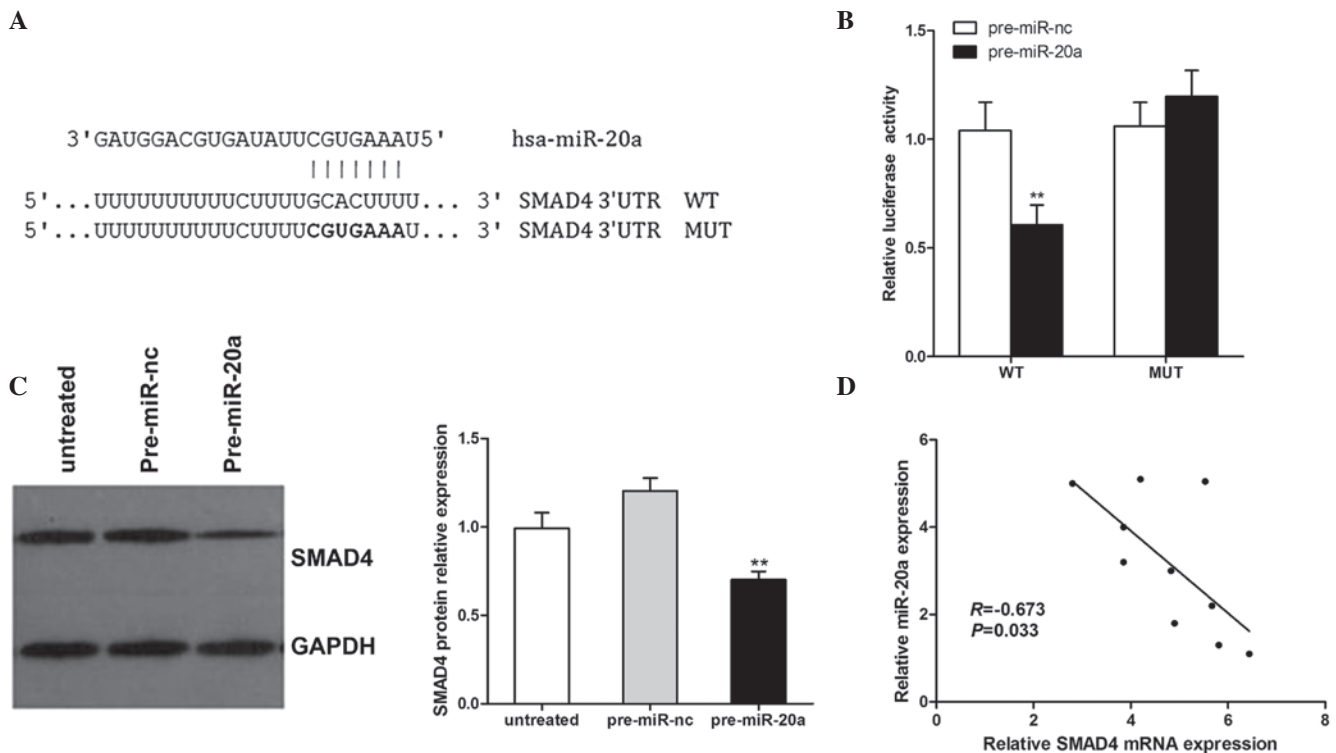 A
3'GAUGGACGUGAUAUUCGUGAAAU5' hsa-miR-20a
5'...UUUUUUUUUUCUUUUGCACUUUU... 3' SMAD4 3'UTR WT
5'...UUUUUUUUUUCUUUUCGUGAAAU... 3' SMAD4 3'UTR MUT
B
pre-miR-nc
pre-miR-20a
Relative luciferase activity
1.5
1.0
0.5
0.0
**
WT MUT
C
untreated
Pre-miR-nc
Pre-miR-20a
SMAD4
GAPDH
SMAD4 protein relative expression
1.5
1.0
0.5
0.0
**
untreated pre-miR-nc pre-miR-20a
D
Relative miR-20a expression
6
4
2
0
R=-0.673
P=0.033
0 2 4 6 8
Relative SMAD4 mRNA expression